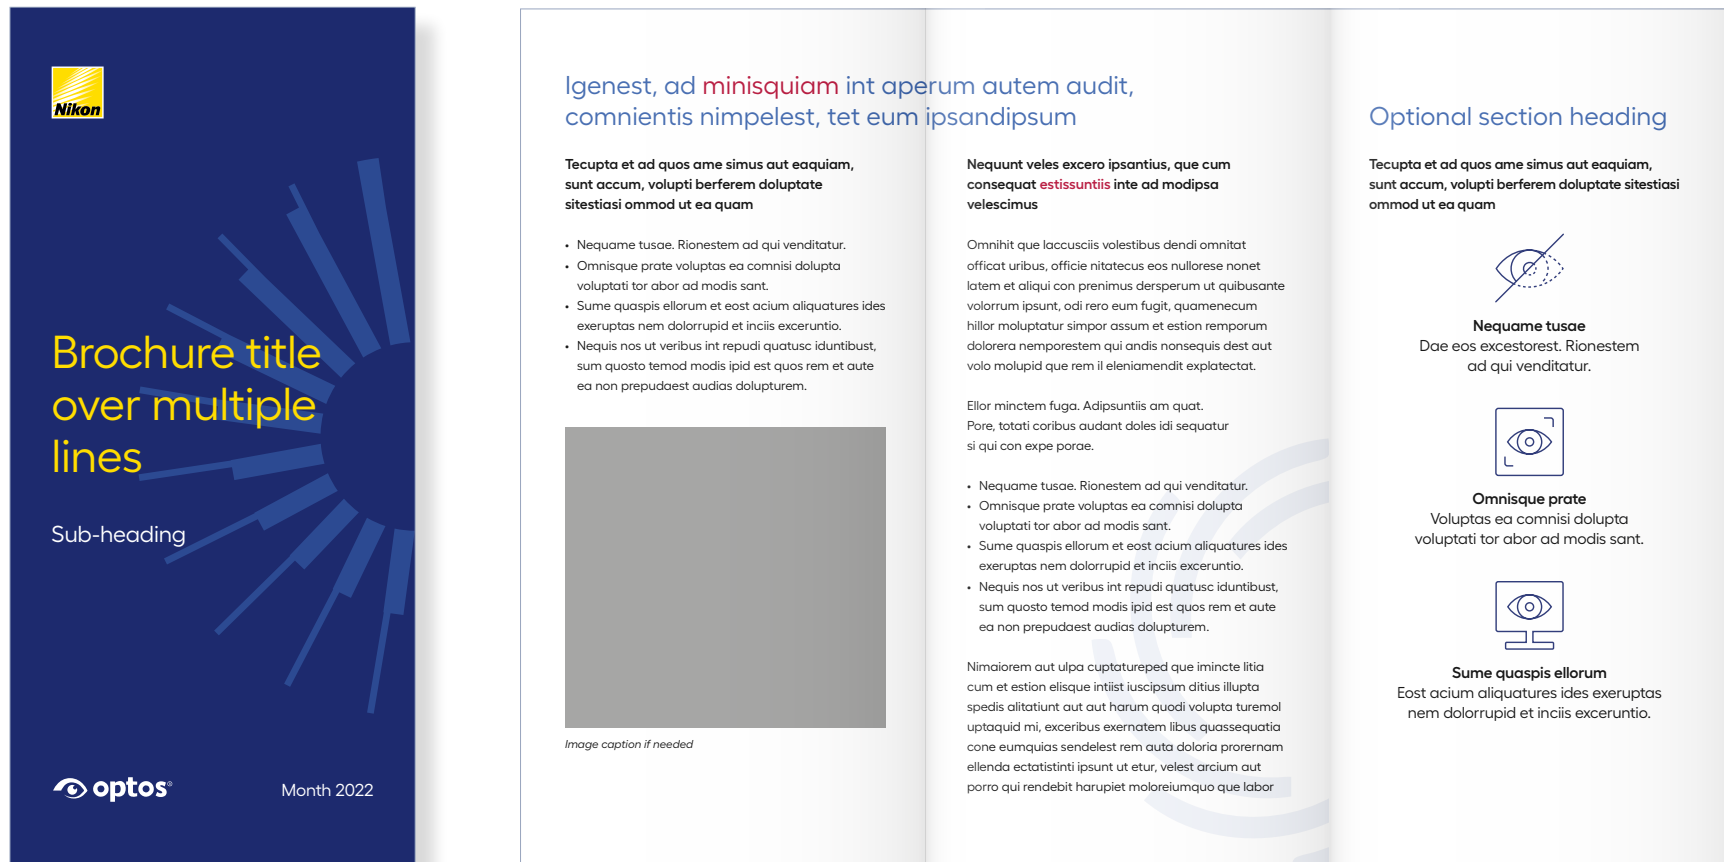 Nikon
Brochure title
over multiple
lines
Sub-heading
optos®
Month 2022
Igenest, ad minisquiam int aperum autem audit,
comnientis nimpelest, tet eum ipsandipsum
Tecupta et ad quos ame simus aut eaquiam,
sunt accum, volupti berferem doluptate
sitestiasi ommod ut ea quam
• Nequame tusae. Rionestem ad qui venditatur.
• Omnisque prate voluptas ea comnisi dolupta
voluptati tor abor ad modis sant.
• Sume quaspis ellorum et eost acium aliquatures ides
exeruptas nem dolorrupid et inciis exceruntio.
• Nequis nos ut veribus int repudi quatusc iduntibust,
sum quosto temod modis ipid est quos rem et aute
ea non prepudaest audias dolupturem.
Image caption if needed
Nequunt veles excero ipsantius, que cum
consequat estissuntiis inte ad modipsa
velescimus
Omnihit que laccusciis volestibus dendi omnitat
officat uribus, officie nitatecus eos nullorese nonet
latem et aliqui con prenimus dersperum ut quibusante
volorrum ipsunt, odi rero eum fugit, quamenecum
hillor moluptatur simpor assum et estion remporum
dolorera nemporestem qui andis nonsequis dest aut
volo molupid que rem il eleniamendit explatectat.
Ellor minctem fuga. Adipsuntiis am quat.
Pore, totati coribus audant doles idi sequatur
si qui con expe porae.
• Nequame tusae. Rionestem ad qui venditatur.
• Omnisque prate voluptas ea comnisi dolupta
voluptati tor abor ad modis sant.
• Sume quaspis ellorum et eost acium aliquatures ides
exeruptas nem dolorrupid et inciis exceruntio.
• Nequis nos ut veribus int repudi quatusc iduntibust,
sum quosto temod modis ipid est quos rem et aute
ea non prepudaest audias dolupturem.
Nimaiorem aut ulpa cuptatureped que imincte litia
cum et estion elisque intiist iuscipsum ditius illupta
spedis alitatiunt aut aut harum quodi volupta turemol
uptaquid mi, exceribus exernatem libus quassequatia
cone eumquias sendelest rem auta doloria prorernam
ellenda ectatistinti ipsunt ut etur, velest arcium aut
porro qui rendebit harupiet moloreiumquo que labor
Optional section heading
Tecupta et ad quos ame simus aut eaquiam,
sunt accum, volupti berferem doluptate sitestiasi
ommod ut ea quam
Nequame tusae
Dae eos excestorest. Rionestem
ad qui venditatur.
Omnisque prate
Voluptas ea comnisi dolupta
voluptati tor abor ad modis sant.
Sume quaspis ellorum
Eost acium aliquatures ides exeruptas
nem dolorrupid et inciis exceruntio.